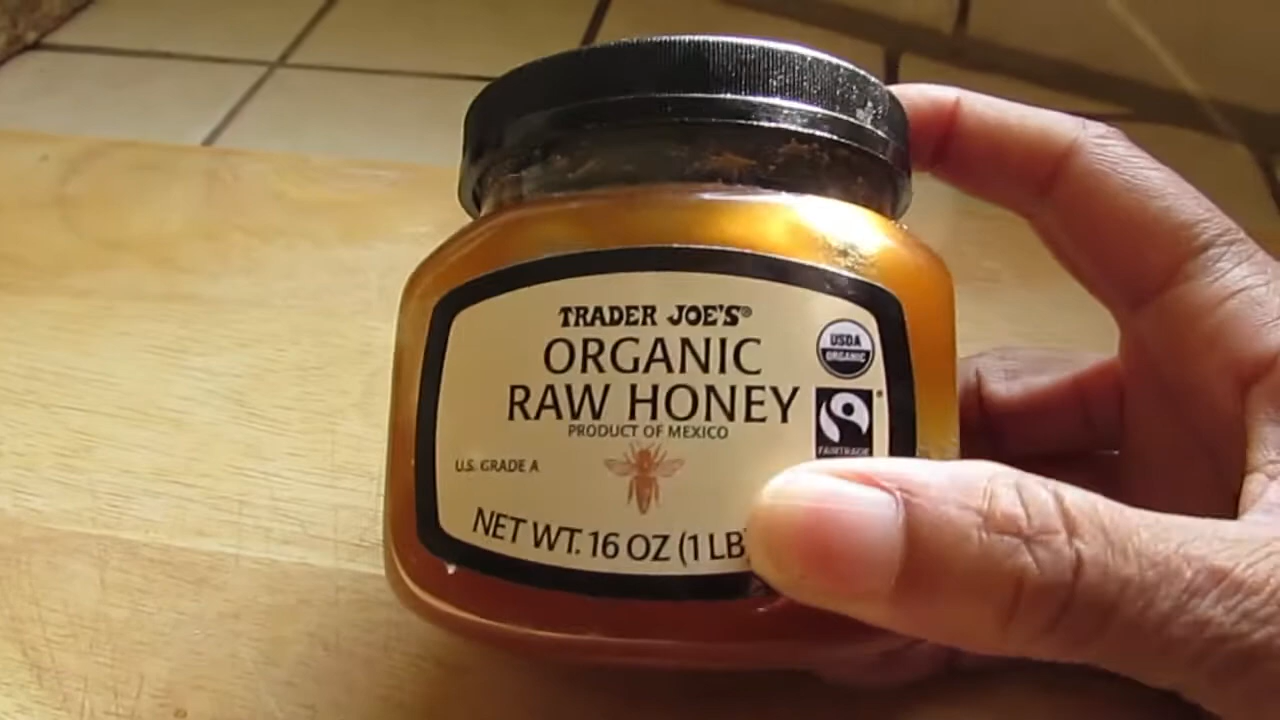 TRADER JOE'S®
ORGANIC
RAW HONEY
PRODUCT OF MEXICO
USDA
ORGANIC
FAIRTRADE
U.S. GRADE A
NET WT. 16 OZ (1 LB